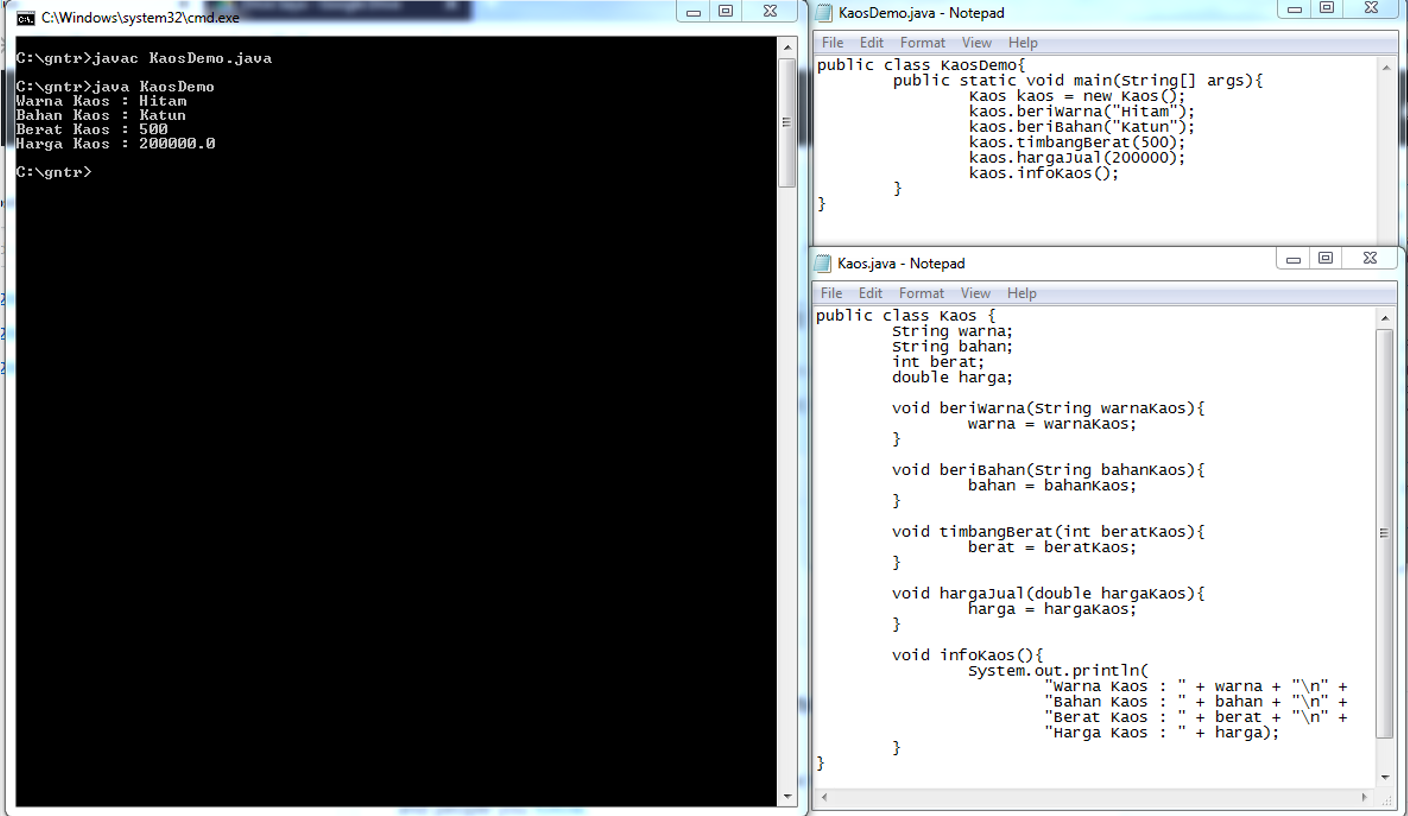 C:\Windows\system32\cmd.exe
C:\gntr>javac KaosDemo.java
C:\gntr>java KaosDemo
Warna Kaos : Hitam
Bahan Kaos : Katun
Berat Kaos : 500
Harga Kaos : 200000.0
C:\gntr>
KaosDemo.java - Notepad
File Edit Format View Help
public class KaosDemo{
public static void main(String[] args){
Kaos kaos = new Kaos();
kaos.beriWarna("Hitam");
kaos.beriBahan("Katun");
kaos.timbangBerat(500);
kaos.hargaJual(200000);
kaos.infoKaos();
}
}
Kaos.java - Notepad
File Edit Format View Help
public class Kaos {
String warna;
String bahan;
int berat;
double harga;
void beriWarna(String warnaKaos){
warna = warnaKaos;
}
void beriBahan(String bahanKaos){
bahan = bahanKaos;
}
void timbangBerat(int beratKaos){
berat = beratKaos;
}
void hargaJual(double hargaKaos){
harga = hargaKaos;
}
void infoKaos(){
System.out.println(
"Warna Kaos : " + warna + "\n" +
"Bahan Kaos : " + bahan + "\n" +
"Berat Kaos : " + berat + "\n" +
"Harga Kaos : " + harga);
}
}